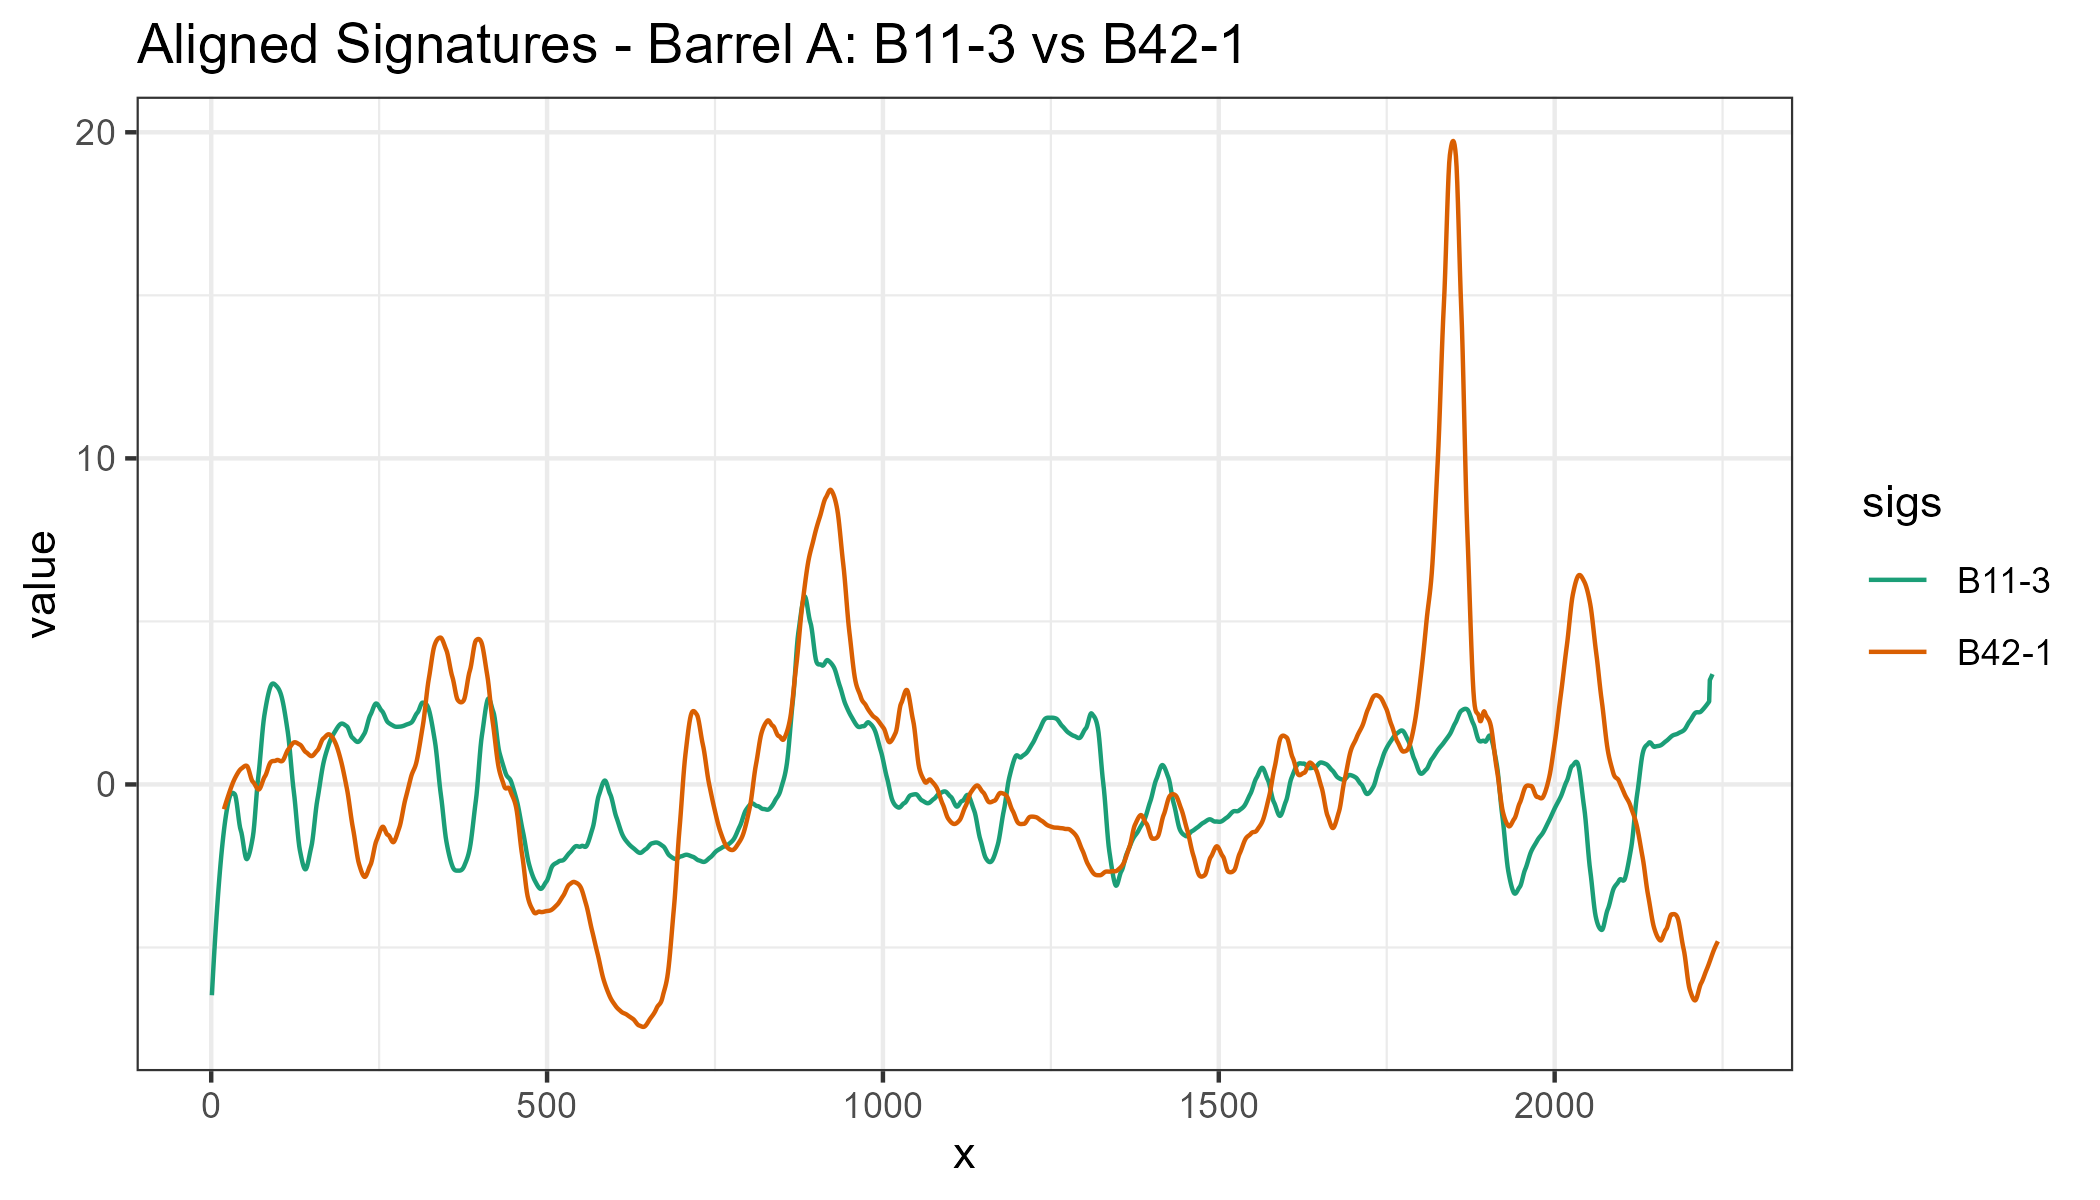 Aligned Signatures - Barrel A: B11-3 vs B42-1
20
10
0
value
0 500 1000 1500 2000
x
sigs
B11-3
B42-1